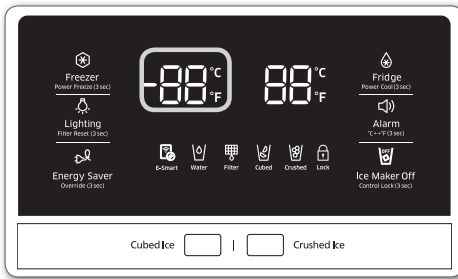 -88 °C °F
88 °C °F
Freezer
Power Freeze (3 sec)
Lighting
Filter Reset (3 sec)
Energy Saver
Override (3 sec)
Fridge
Power Cool (3 sec)
Alarm
°C↔°F (3 sec)
OFF
Ice Maker Off
Control Lock (3 sec)
E-Smart Water Filter Cubed Crushed Lock
Cubed Ice | Crushed Ice